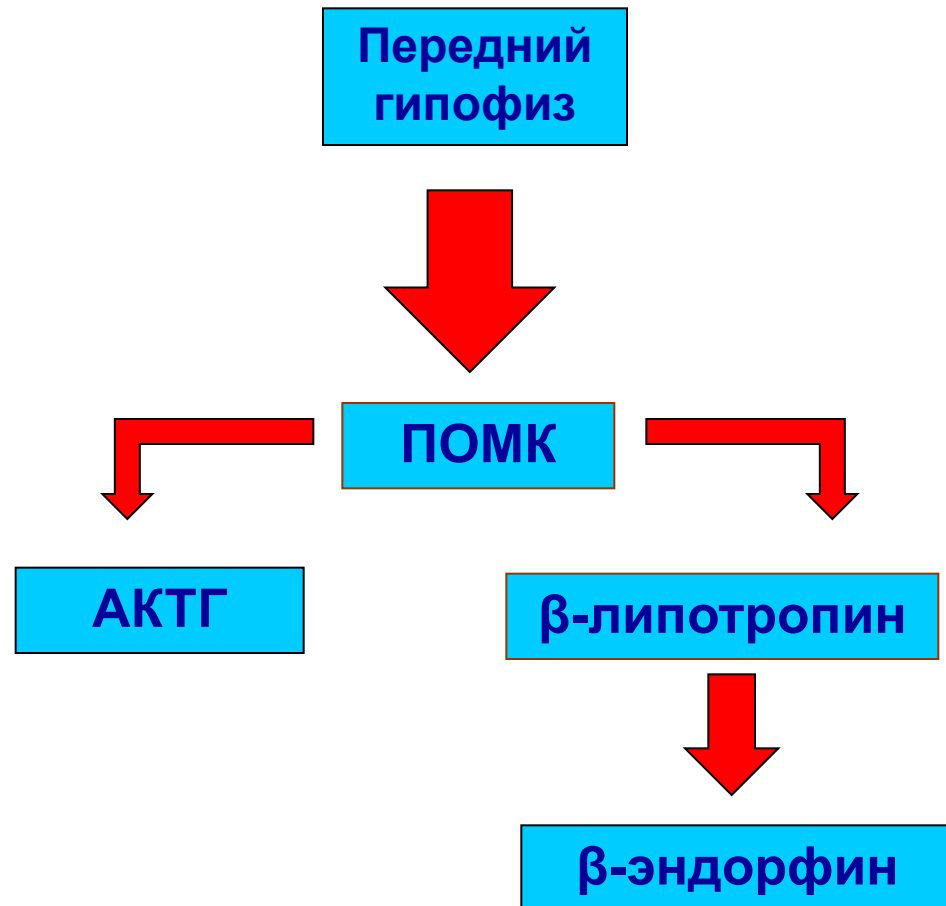 Передний
гипофиз
ПОМК
АКТГ
β-липотропин
β-эндорфин